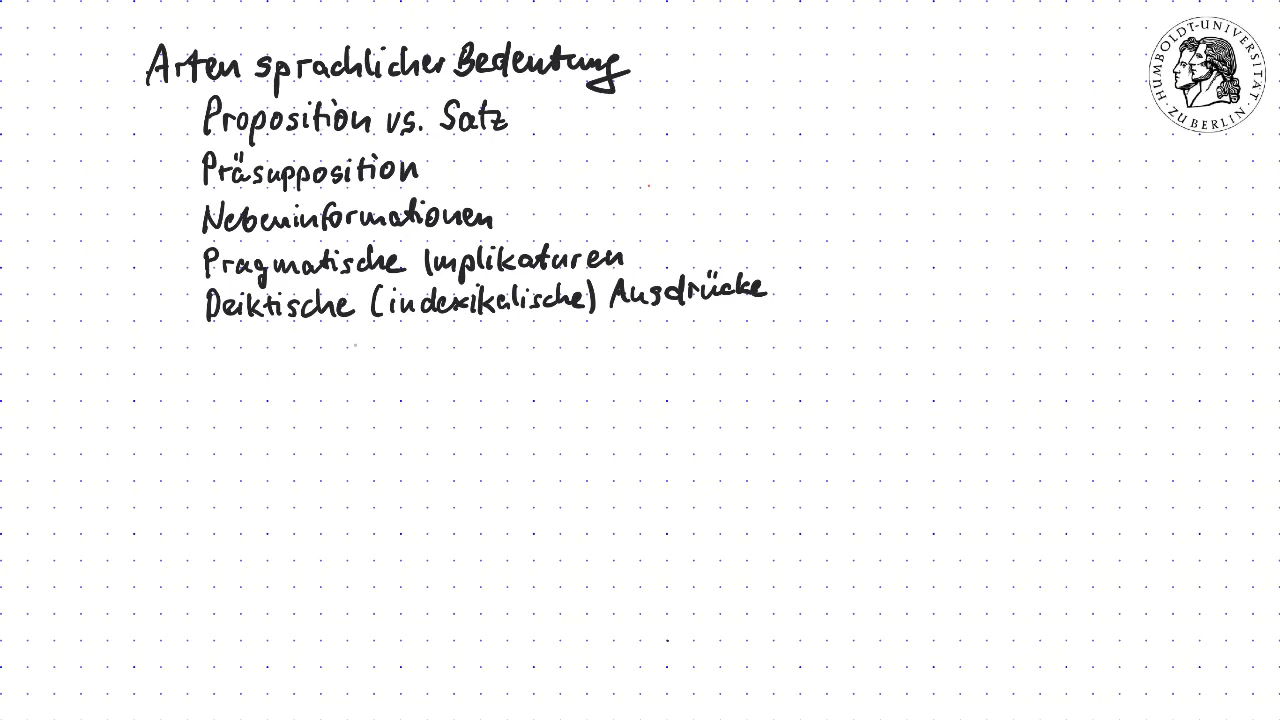 Arten sprachlicher Bedeutung
Proposition vs. Satz
Präsupposition
Nebeninformationen
Pragmatische Implikaturen
Deiktische (indexikalische) Ausdrücke
HUMBOLDT-UNIVERSITÄT · ZU BERLIN ·